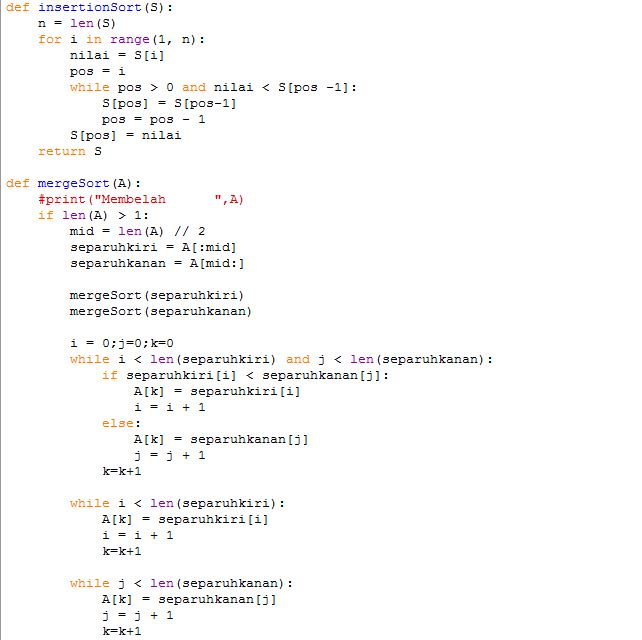 def insertionSort(S):
    n = len(S)
    for i in range(1, n):
        nilai = S[i]
        pos = i
        while pos > 0 and nilai < S[pos -1]:
            S[pos] = S[pos-1]
            pos = pos - 1
        S[pos] = nilai
    return S

def mergeSort(A):
    #print("Membelah      ",A)
    if len(A) > 1:
        mid = len(A) // 2
        separuhkiri = A[:mid]
        separuhkanan = A[mid:]

        mergeSort(separuhkiri)
        mergeSort(separuhkanan)

        i = 0;j=0;k=0
        while i < len(separuhkiri) and j < len(separuhkanan):
            if separuhkiri[i] < separuhkanan[j]:
                A[k] = separuhkiri[i]
                i = i + 1
            else:
                A[k] = separuhkanan[j]
                j = j + 1
            k=k+1

        while i < len(separuhkiri):
            A[k] = separuhkiri[i]
            i = i + 1
            k=k+1

        while j < len(separuhkanan):
            A[k] = separuhkanan[j]
            j = j + 1
            k=k+1